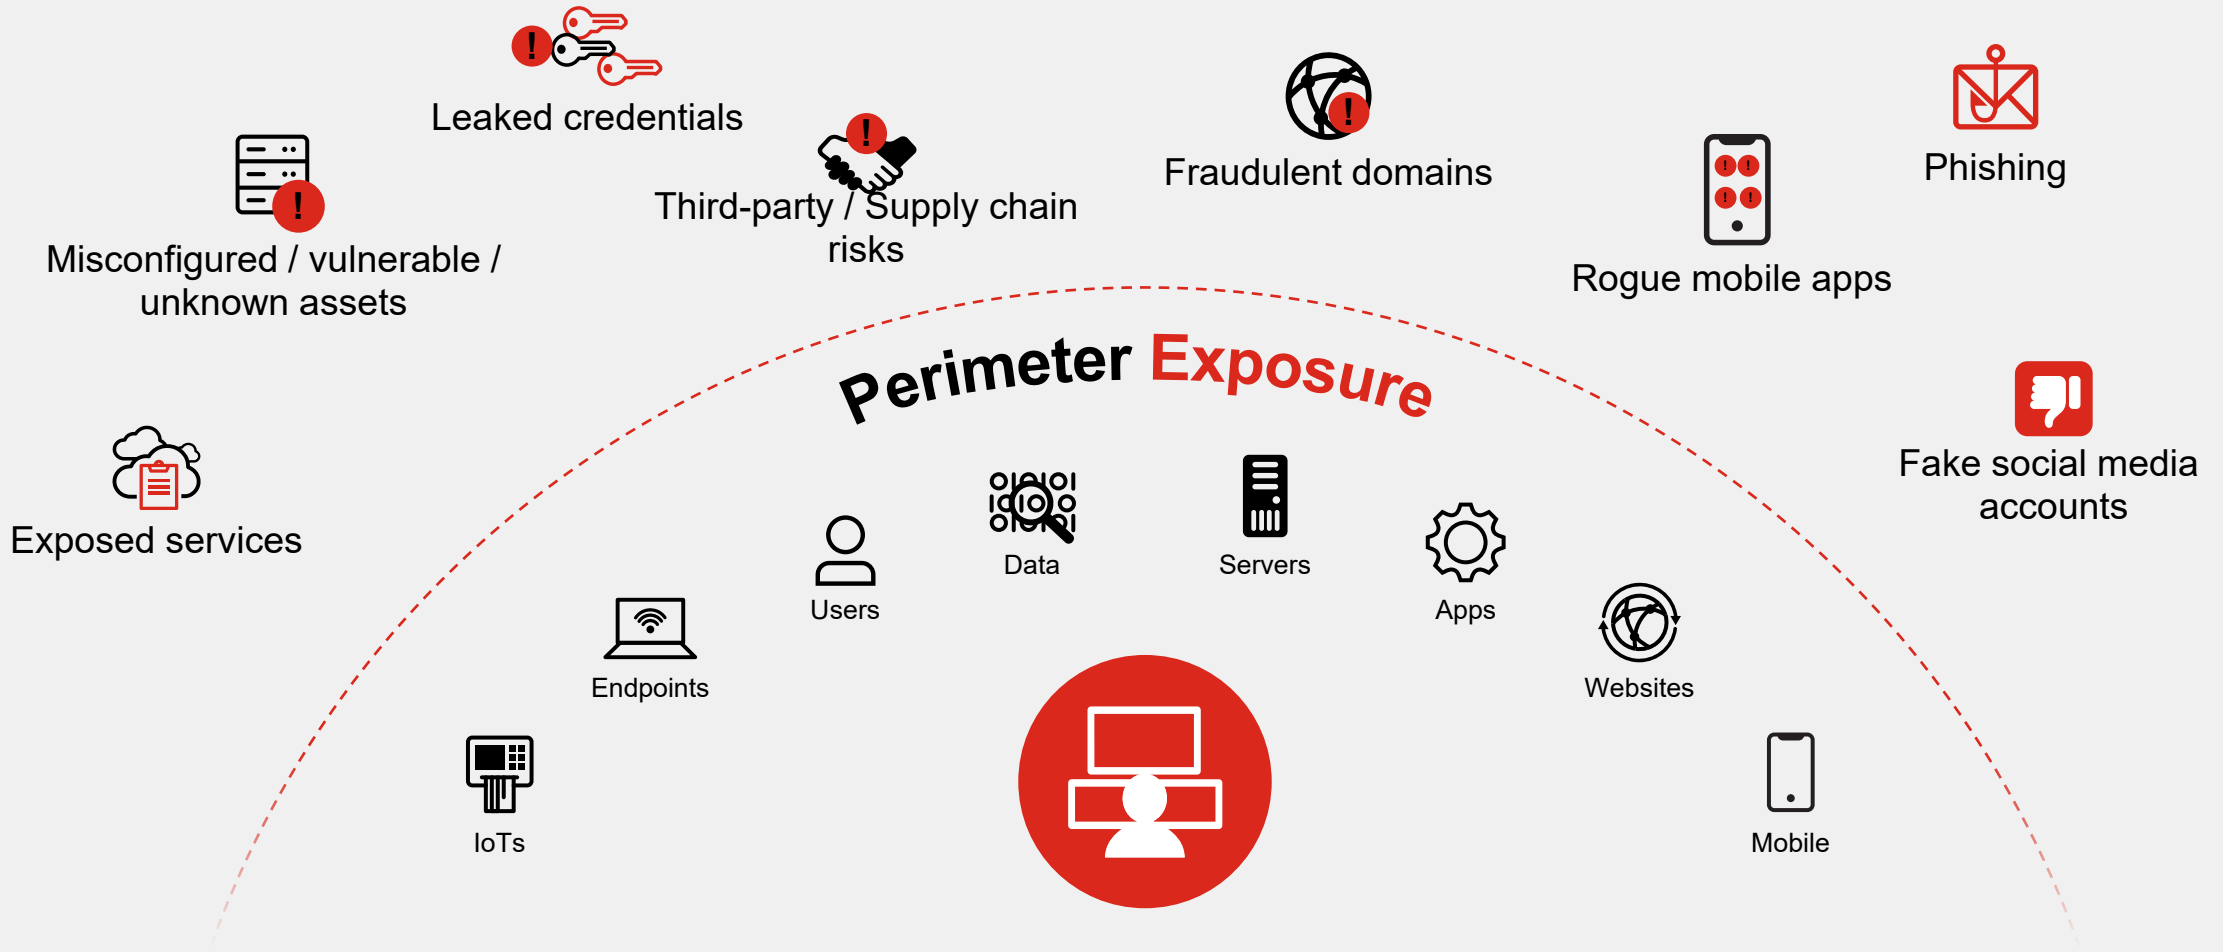 Leaked credentials
Misconfigured / vulnerable /
unknown assets
Third-party / Supply chain
risks
Fraudulent domains
Rogue mobile apps
Phishing
Exposed services
Fake social media
accounts
Perimeter Exposure
IoTs
Endpoints
Users
Data
Servers
Apps
Websites
Mobile